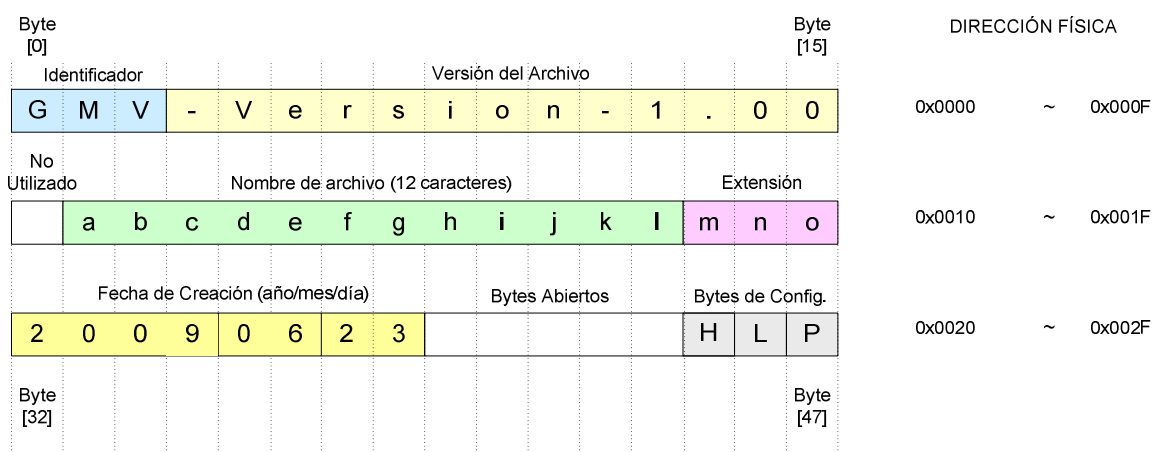 Byte [0] Byte [15] DIRECCIÓN FÍSICA
Identificador Versión del Archivo
G M V - V e r s i o n - 1 . 0 0 0x0000 ~ 0x000F
No Utilizado Nombre de archivo (12 caracteres) Extensión
a b c d e f g h i j k l m n o 0x0010 ~ 0x001F
Fecha de Creación (año/mes/día) Bytes Abiertos Bytes de Config.
2 0 0 9 0 6 2 3 H L P 0x0020 ~ 0x002F
Byte [32] Byte [47]